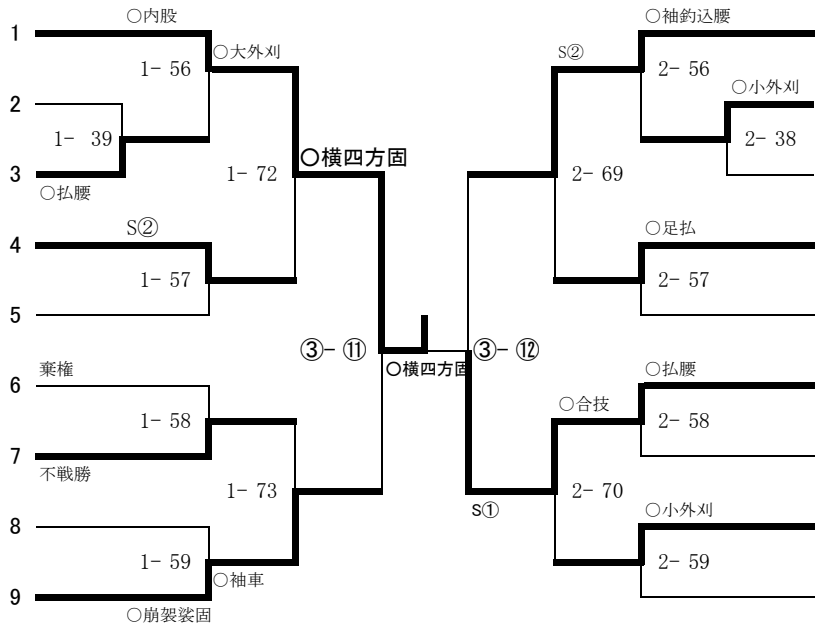 1
○内股
1- 56
○大外刈
2
1- 39
3
○払腰
○横四方固
1- 72
4
S②
1- 57
5
③- ⑪
○横四方固
6
棄権
1- 58
7
不戦勝
1- 73
8
1- 59
○袖車
9
○崩袈裟固
○袖釣込腰
S②
2- 56
○小外刈
2- 38
2- 69
○足払
2- 57
③- ⑫
○払腰
○合技
2- 58
S①
2- 70
○小外刈
2- 59